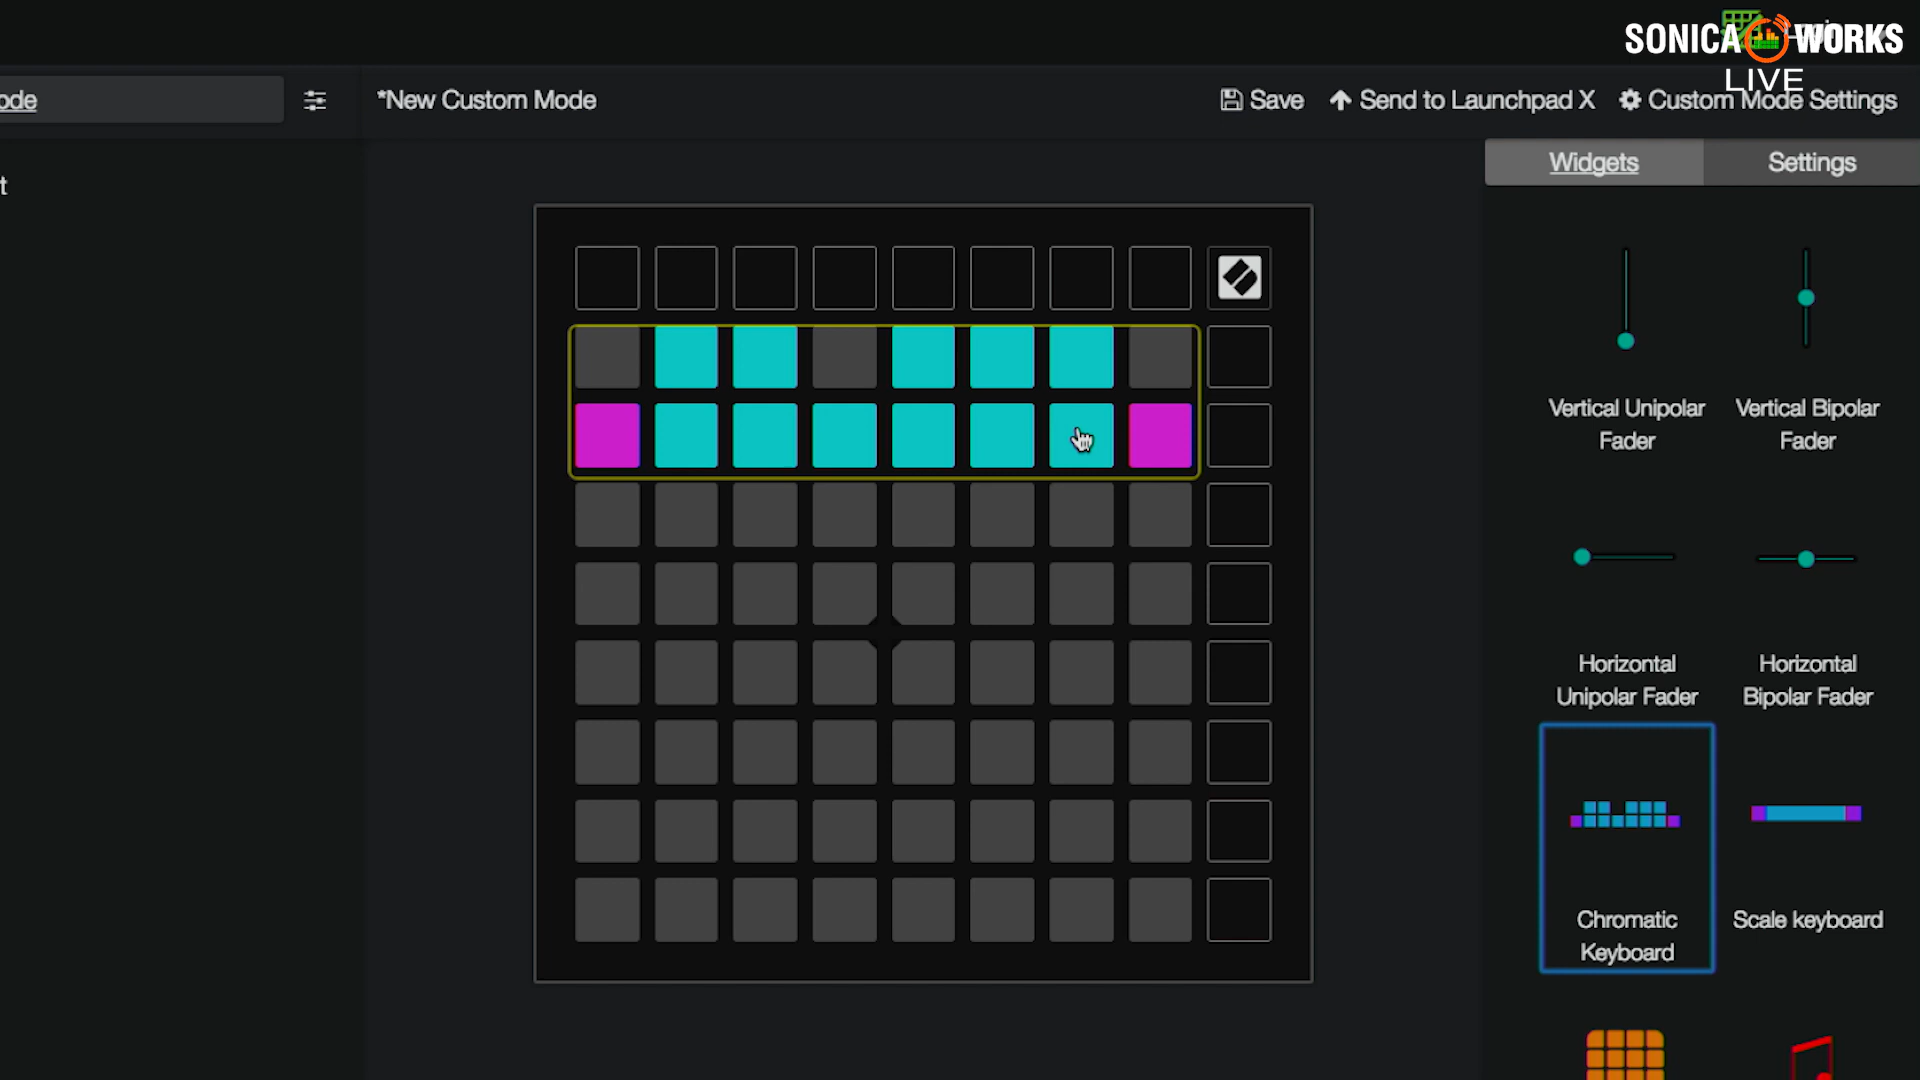 SONICA WORKS
LIVE
ode
*New Custom Mode
Save
Send to Launchpad X
Custom Mode Settings
t
Widgets
Settings
Vertical Unipolar
Fader
Vertical Bipolar
Fader
Horizontal
Unipolar Fader
Horizontal
Bipolar Fader
Chromatic
Keyboard
Scale keyboard